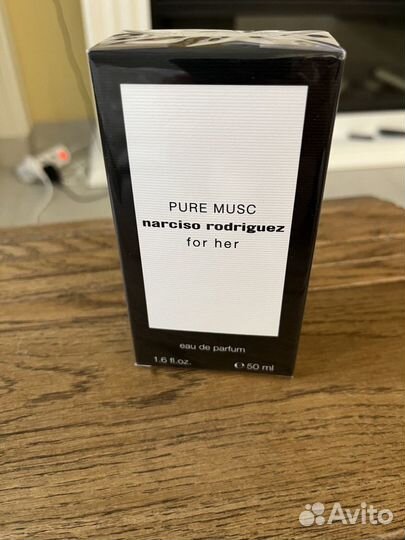 PURE MUSC
narciso rodriguez
for her
eau de parfum
1.6 fl.oz. ℮ 50 ml
Avito